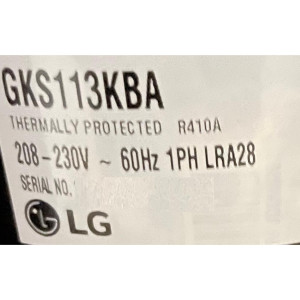 GKS113KBA
THERMALLY PROTECTED R410A
208-230V ~ 60Hz 1PH LRA28
SERIAL NO.
LG